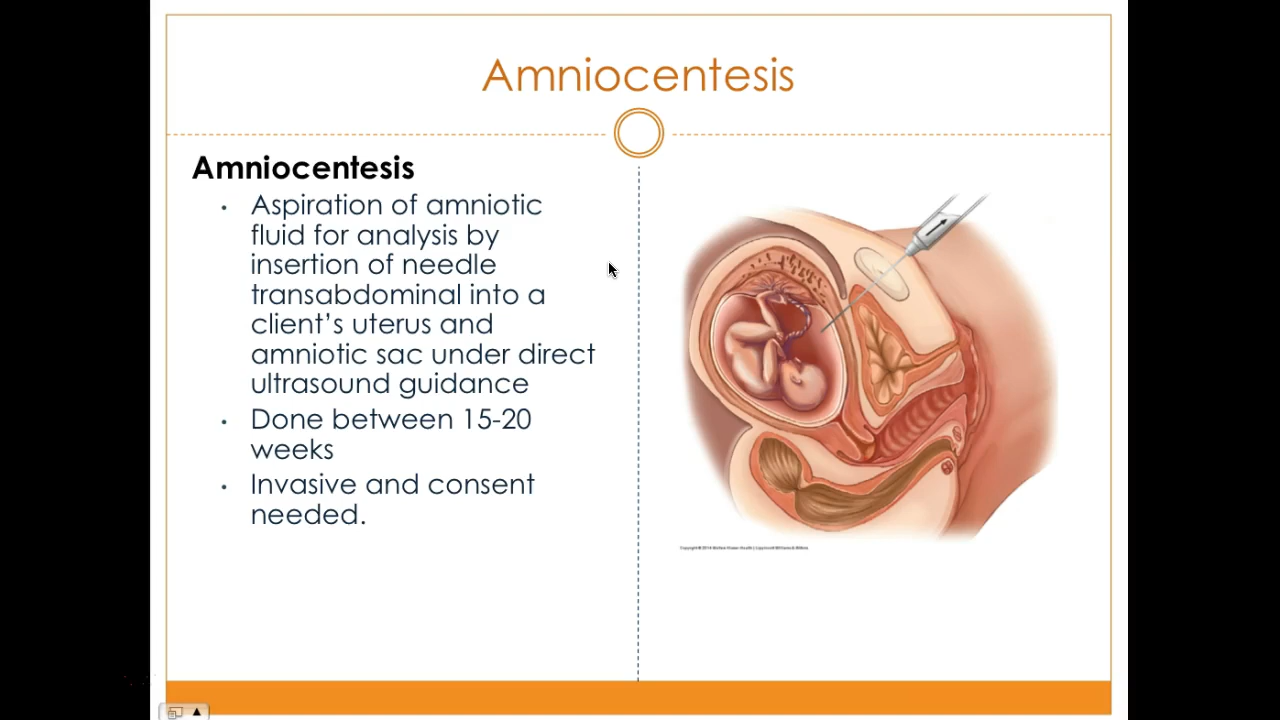 Amniocentesis
Amniocentesis
• Aspiration of amniotic
fluid for analysis by
insertion of needle
transabdominal into a
client’s uterus and
amniotic sac under direct
ultrasound guidance
• Done between 15-20
weeks
• Invasive and consent
needed.